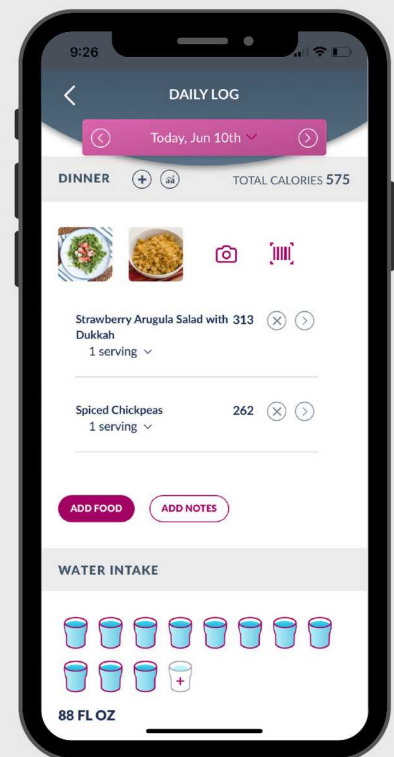 9:26
DAILY LOG
Today, Jun 10th
DINNER
TOTAL CALORIES 575
Strawberry Arugula Salad with 313
Dukkah
1 serving
Spiced Chickpeas 262
1 serving
ADD FOOD
ADD NOTES
WATER INTAKE
88 FL OZ